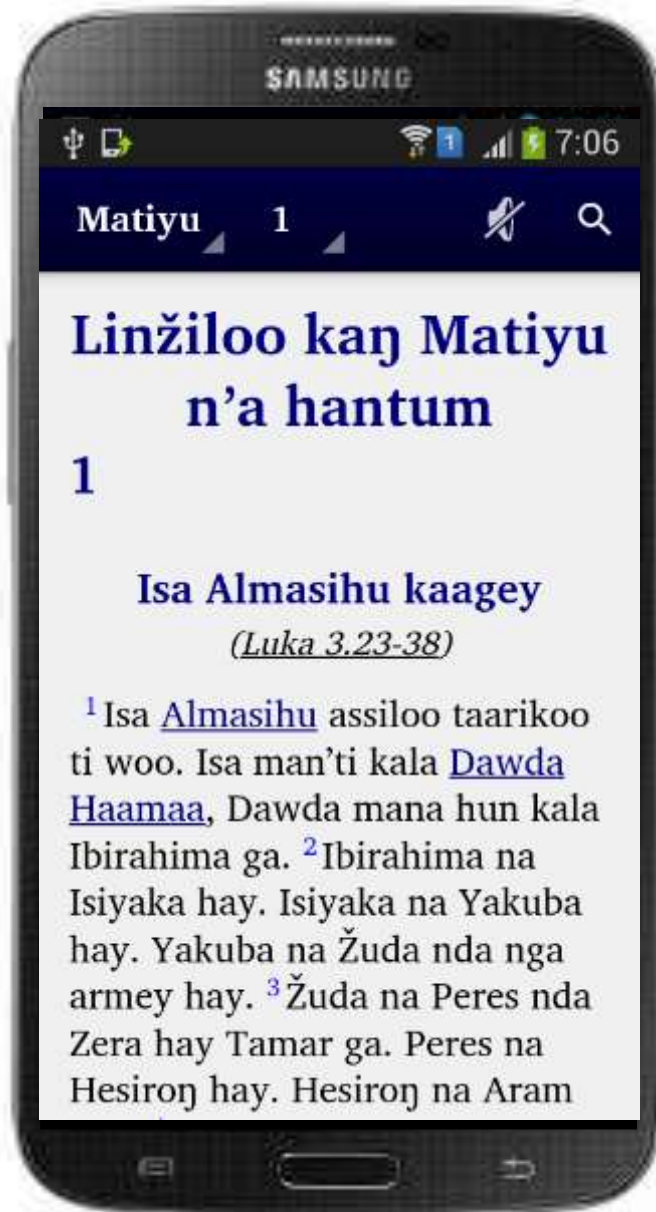 SAMSUNG
1 7:06
Matiyu 1
Linžiloo kaŋ Matiyu
n’a hantum
1
Isa Almasihu kaagey
(Luka 3.23-38)
1 Isa Almasihu assiloo taarikoo
ti woo. Isa man’ti kala Dawda
Haamaa, Dawda mana hun kala
Ibirahima ga. 2 Ibirahima na
Isiyaka hay. Isiyaka na Yakuba
hay. Yakuba na Žuda nda nga
armey hay. 3 Žuda na Peres nda
Zera hay Tamar ga. Peres na
Hesiroŋ hay. Hesiroŋ na Aram